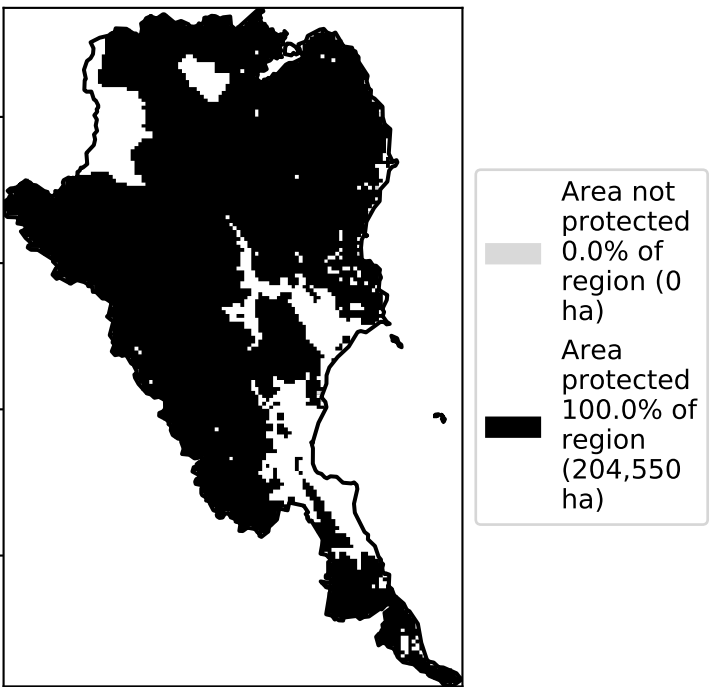 Area not
protected
0.0% of
region (0
ha)
Area
protected
100.0% of
region
(204,550
ha)